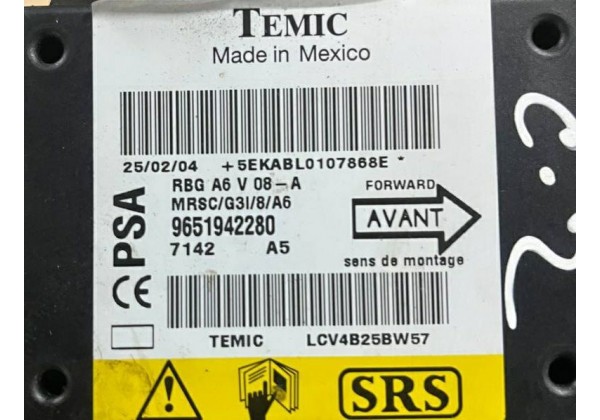 TEMIC
Made in Mexico
25/02/04 +5EKABL0107868E *
RBG A6 V 08-A
MRSC/G3I/8/A6
9651942280
7142 A5
PSA
CE
FORWARD
AVANT
sens de montage
TEMIC LCV4B25BW57
SRS